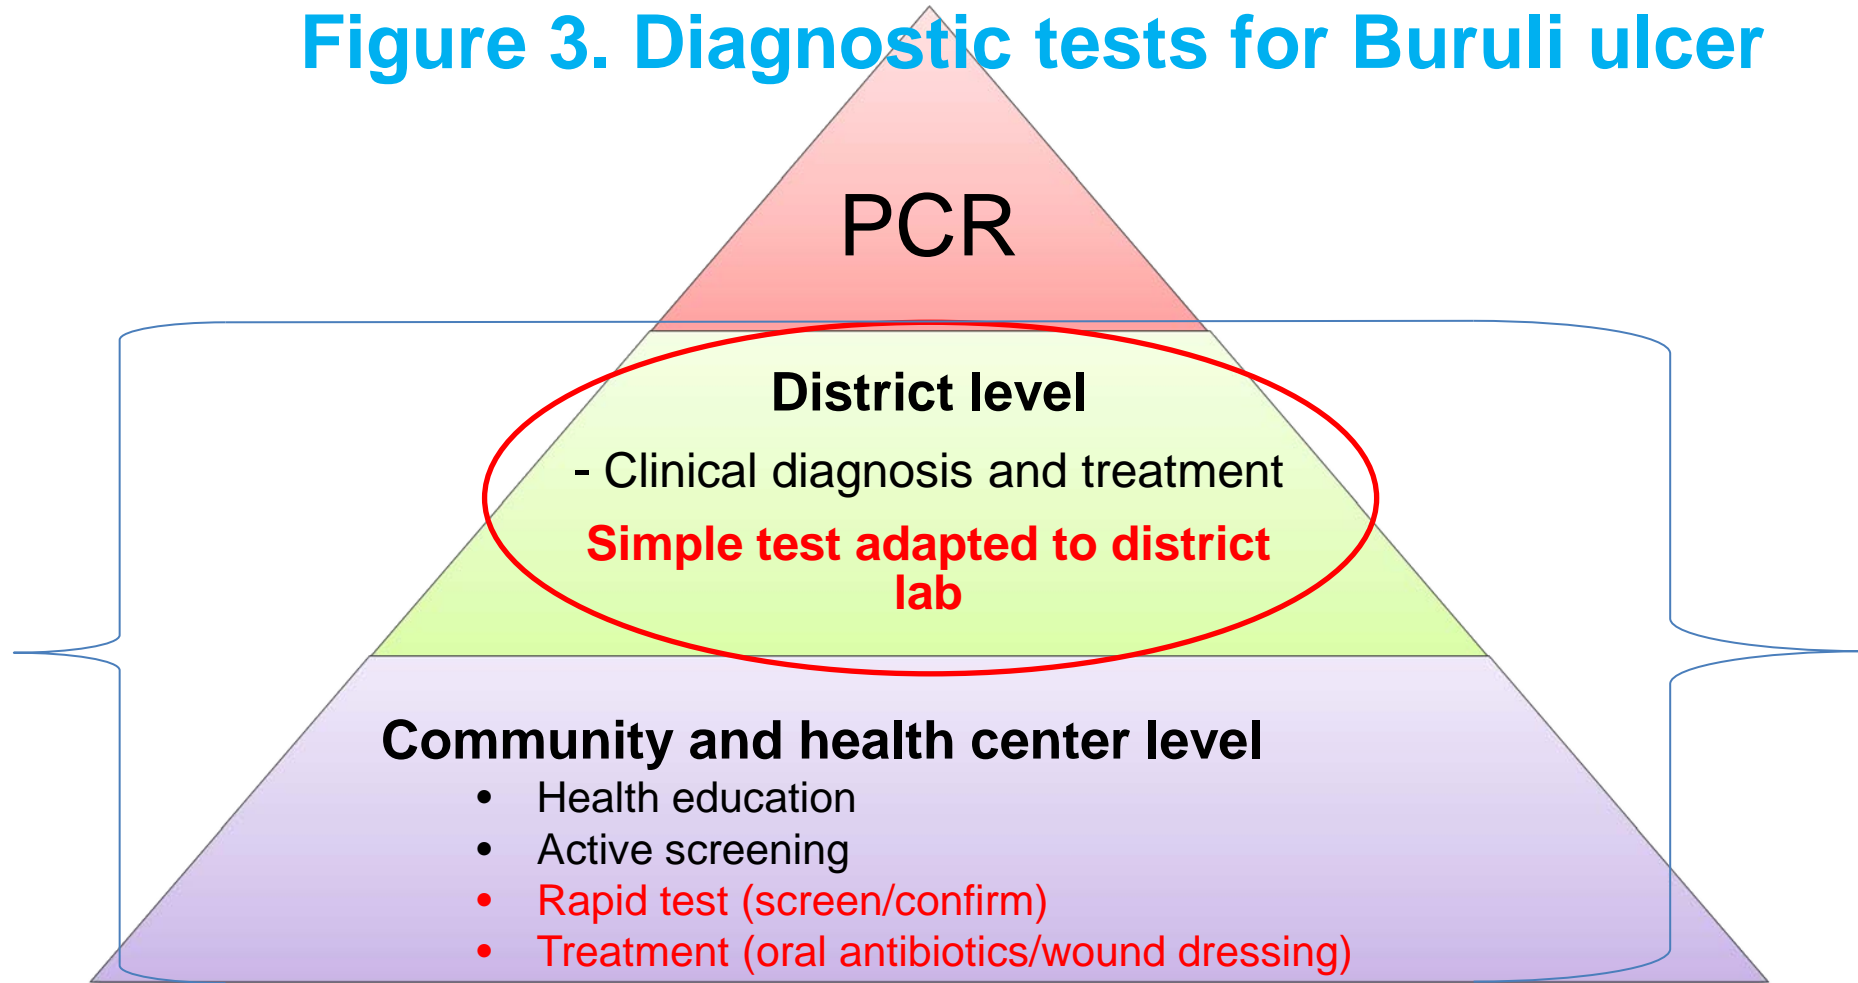 Figure 3. Diagnostic tests for Buruli ulcer
PCR
District level
- Clinical diagnosis and treatment
Simple test adapted to district
lab
Community and health center level
• Health education
• Active screening
• Rapid test (screen/confirm)
• Treatment (oral antibiotics/wound dressing)